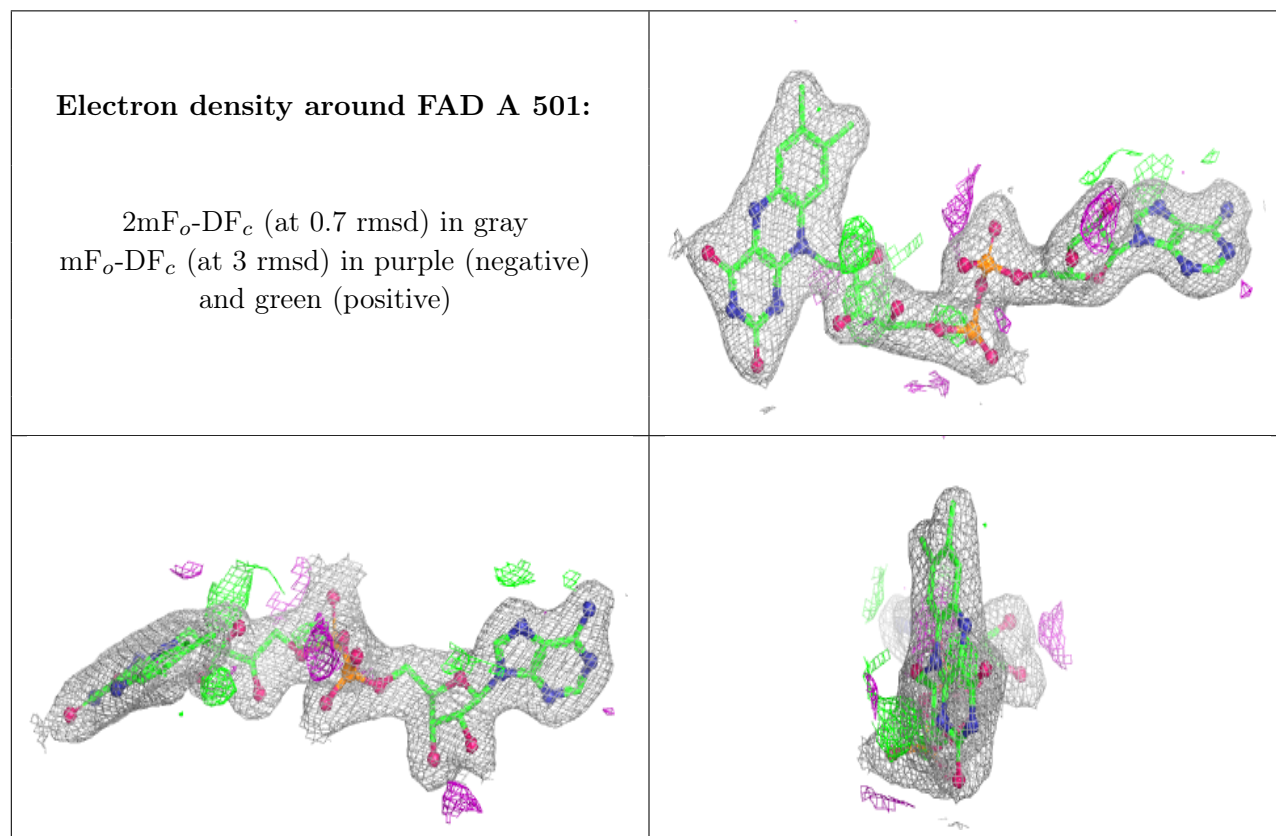 Electron density around FAD A 501:
2mFo-DFc (at 0.7 rmsd) in gray
mFo-DFc (at 3 rmsd) in purple (negative)
and green (positive)